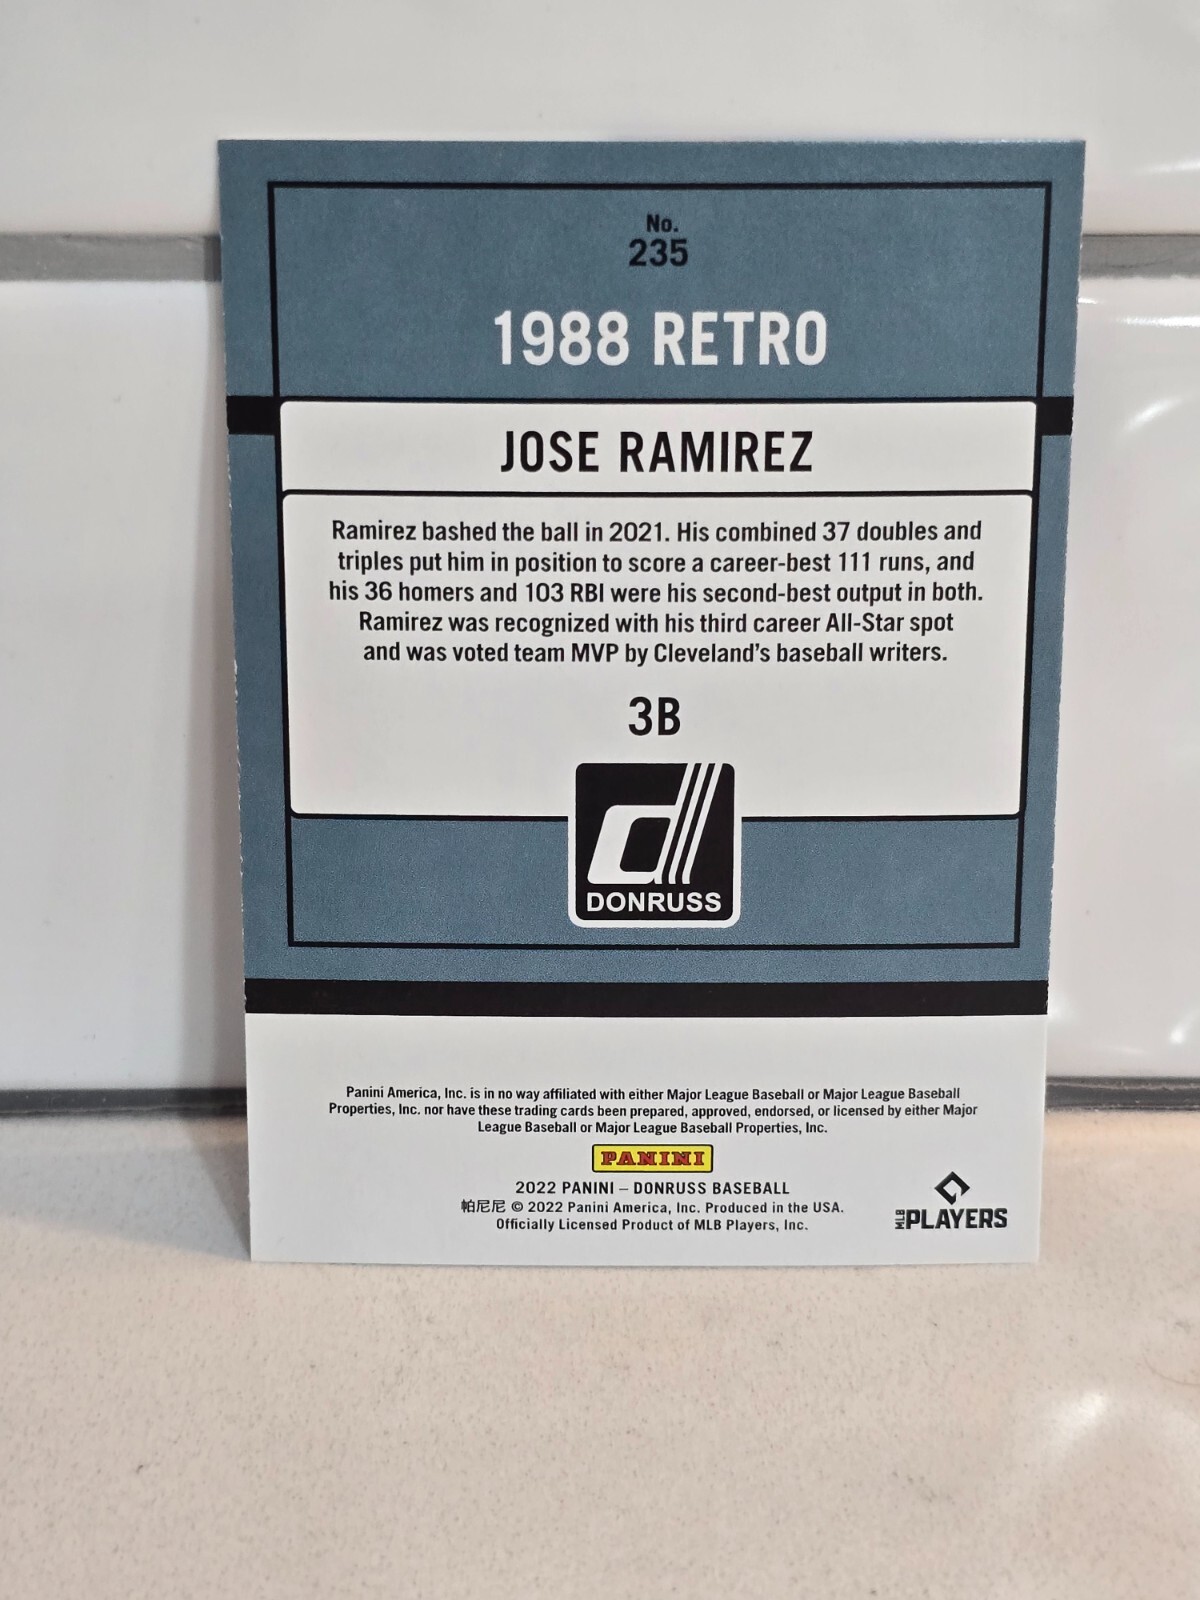 No.
235
1988 RETRO
JOSE RAMIREZ
Ramirez bashed the ball in 2021. His combined 37 doubles and
triples put him in position to score a career-best 111 runs, and
his 36 homers and 103 RBI were his second-best output in both.
Ramirez was recognized with his third career All-Star spot
and was voted team MVP by Cleveland's baseball writers.
3B
d
DONRUSS
Panini America, Inc. is in no way affiliated with either Major League Baseball or Major League Baseball
Properties, Inc. nor have these trading cards been prepared, approved, endorsed, or licensed by either Major
League Baseball or Major League Baseball Properties, Inc.
PANINI
2022 PANINI – DONRUSS BASEBALL
帕尼尼 © 2022 Panini America, Inc. Produced in the USA.
Officially Licensed Product of MLB Players, Inc.
MLB PLAYERS